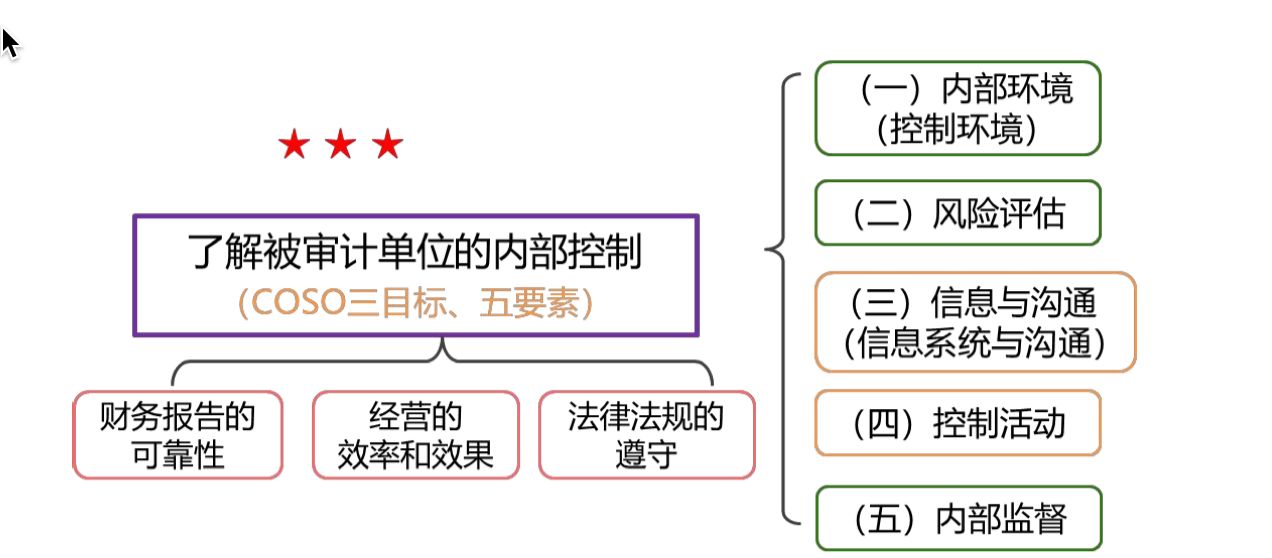 了解被审计单位的内部控制
（COSO三目标、五要素）
财务报告的
可靠性
经营的
效率和效果
法律法规的
遵守
（一）内部环境
（控制环境）
（二）风险评估
（三）信息与沟通
（信息系统与沟通）
（四）控制活动
（五）内部监督